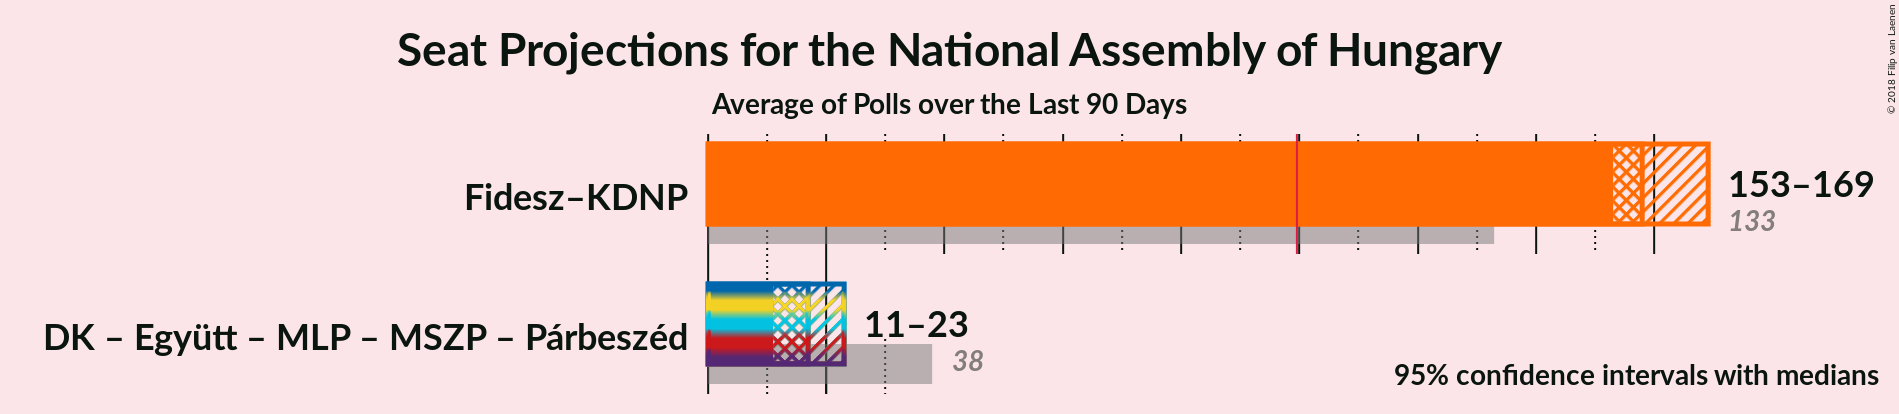 Seat Projections for the National Assembly of Hungary
Average of Polls over the Last 90 Days
Fidesz–KDNP
153–169
133
DK – Együtt – MLP – MSZP – Párbeszéd
11–23
38
95% confidence intervals with medians
© 2018 Filip van Laenen